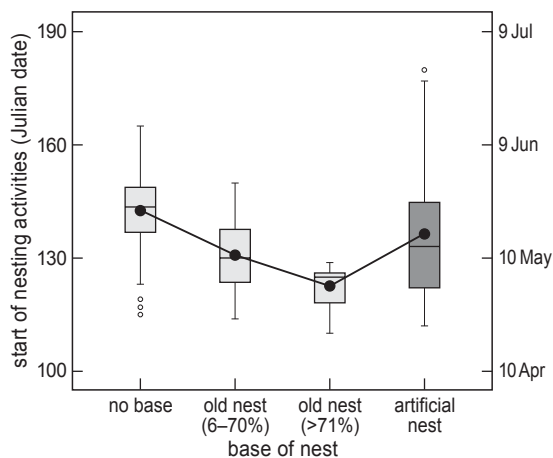 start of nesting activities (Julian date)
190
160
130
100
9 Jul
9 Jun
10 May
10 Apr
no base
old nest
(6–70%)
old nest
(>71%)
artificial
nest
base of nest